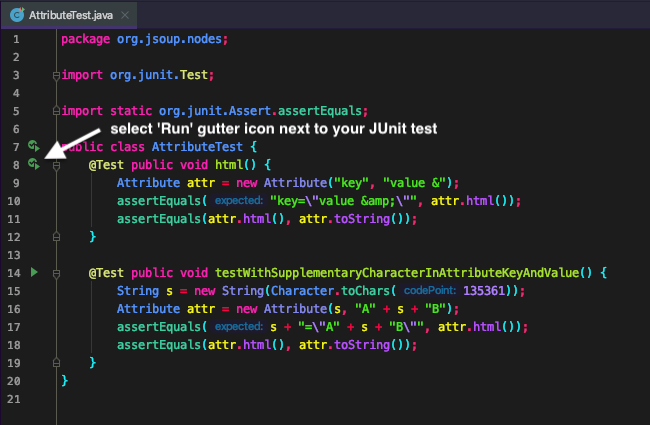 AttributeTest.java
1 package org.jsoup.nodes;
2
3 import org.junit.Test;
4
5 import static org.junit.Assert.assertEquals;
6 select 'Run' gutter icon next to your JUnit test
7 public class AttributeTest {
8 @Test public void html() {
9 Attribute attr = new Attribute("key", "value &");
10 assertEquals( expected: "key=\"value &amp;\"", attr.html());
11 assertEquals(attr.html(), attr.toString());
12 }
13
14 @Test public void testWithSupplementaryCharacterInAttributeKeyAndValue() {
15 String s = new String(Character.toChars( codePoint: 135361));
16 Attribute attr = new Attribute(s, "A" + s + "B");
17 assertEquals( expected: s + "=\"A" + s + "B\"", attr.html());
18 assertEquals(attr.html(), attr.toString());
19 }
20 }
21